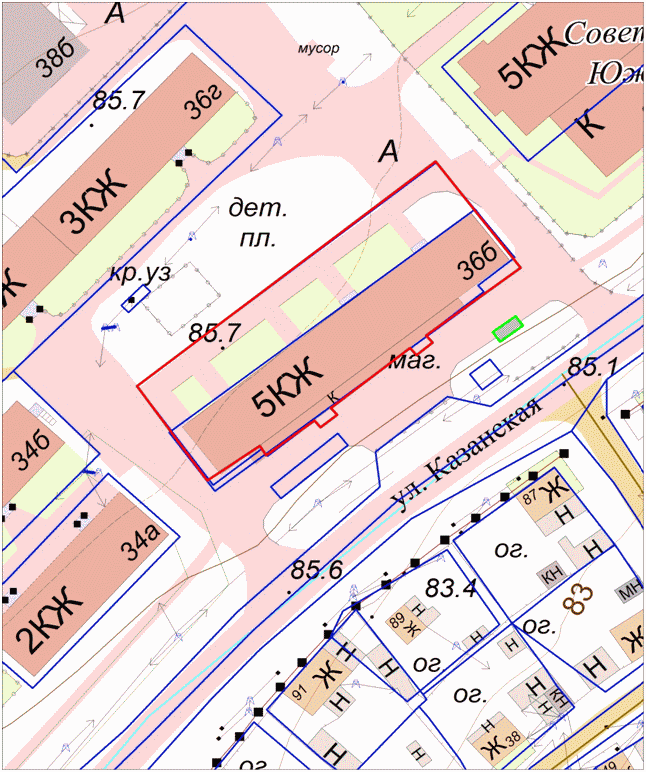 А
38б
мусор
Совет
Юж
5КЖ
К
85.7
36г
3КЖ
Ж
А
дет.
пл.
36б
кр.уз
85.7
маг.
5КЖ
К
85.1
ул. Казанская
34б
34а
2КЖ
85.6
87
Ж
Н
Н
ог.
КН
83.4
83
МН
89
Ж
Н
Н
ог.
Н
Ж
91
Н
Н
Н
ог.
ог.
Н
Н
КН
Н
Н
Ж
Ж
38
Н
Н
Н
ог.
49